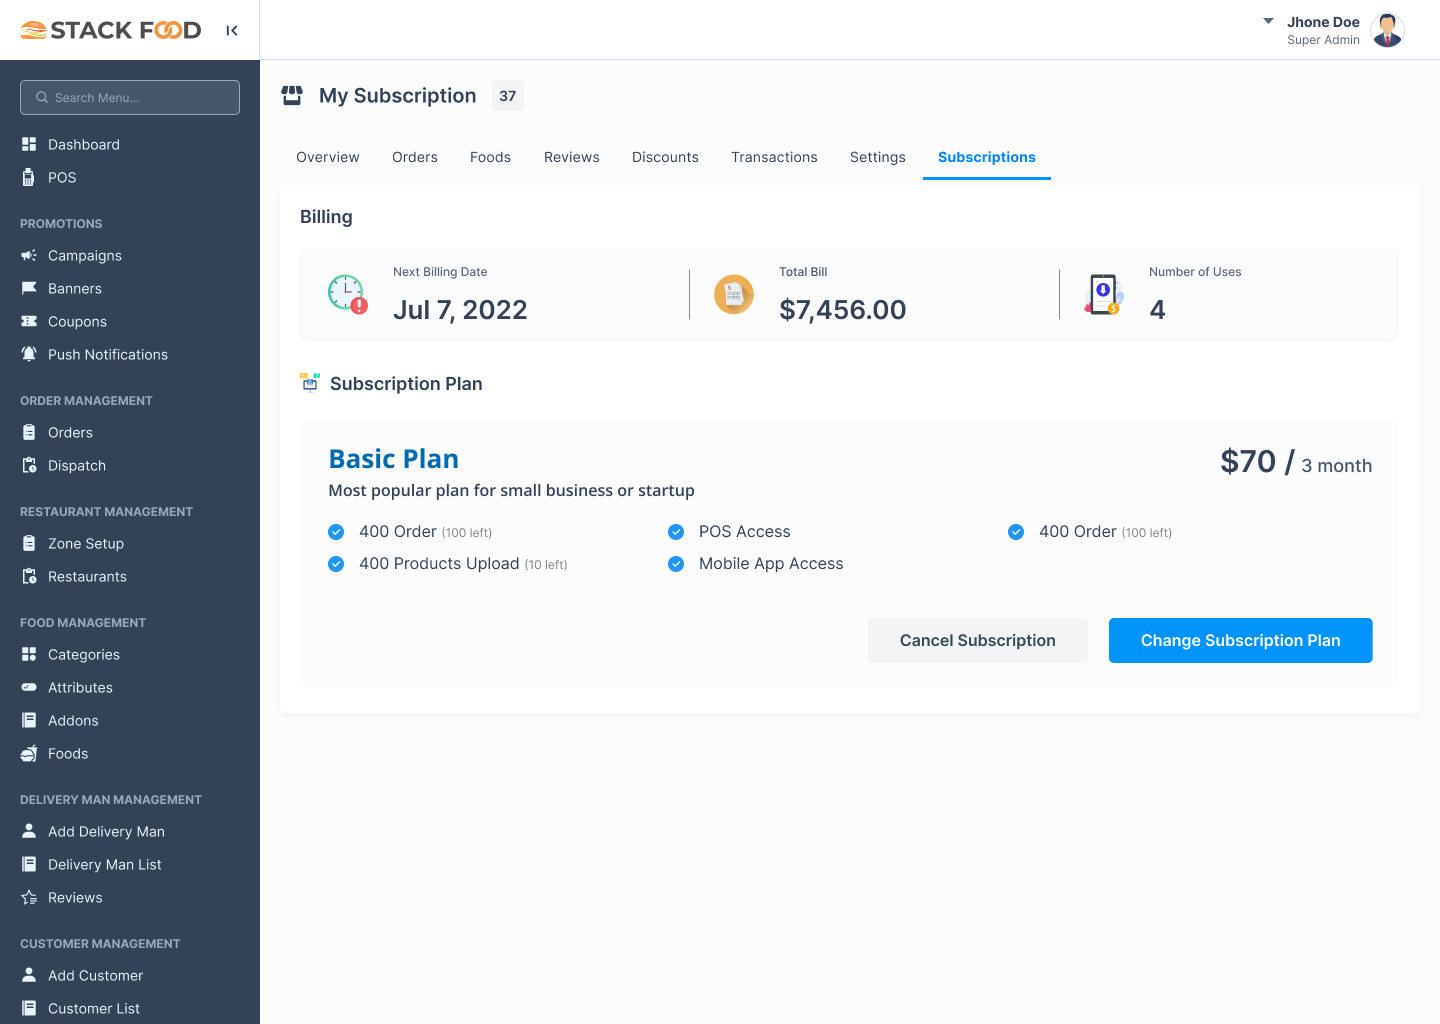 STACK FOOD
Jhone Doe
Super Admin
Search Menu...
Dashboard
POS
PROMOTIONS
Campaigns
Banners
Coupons
Push Notifications
ORDER MANAGEMENT
Orders
Dispatch
RESTAURANT MANAGEMENT
Zone Setup
Restaurants
FOOD MANAGEMENT
Categories
Attributes
Addons
Foods
DELIVERY MAN MANAGEMENT
Add Delivery Man
Delivery Man List
Reviews
CUSTOMER MANAGEMENT
Add Customer
Customer List
My Subscription 37
Overview Orders Foods Reviews Discounts Transactions Settings Subscriptions
Billing
Next Billing Date
Jul 7, 2022
Total Bill
$7,456.00
Number of Uses
4
Subscription Plan
Basic Plan
$70 / 3 month
Most popular plan for small business or startup
400 Order (100 left) POS Access 400 Order (100 left)
400 Products Upload (10 left) Mobile App Access
Cancel Subscription Change Subscription Plan